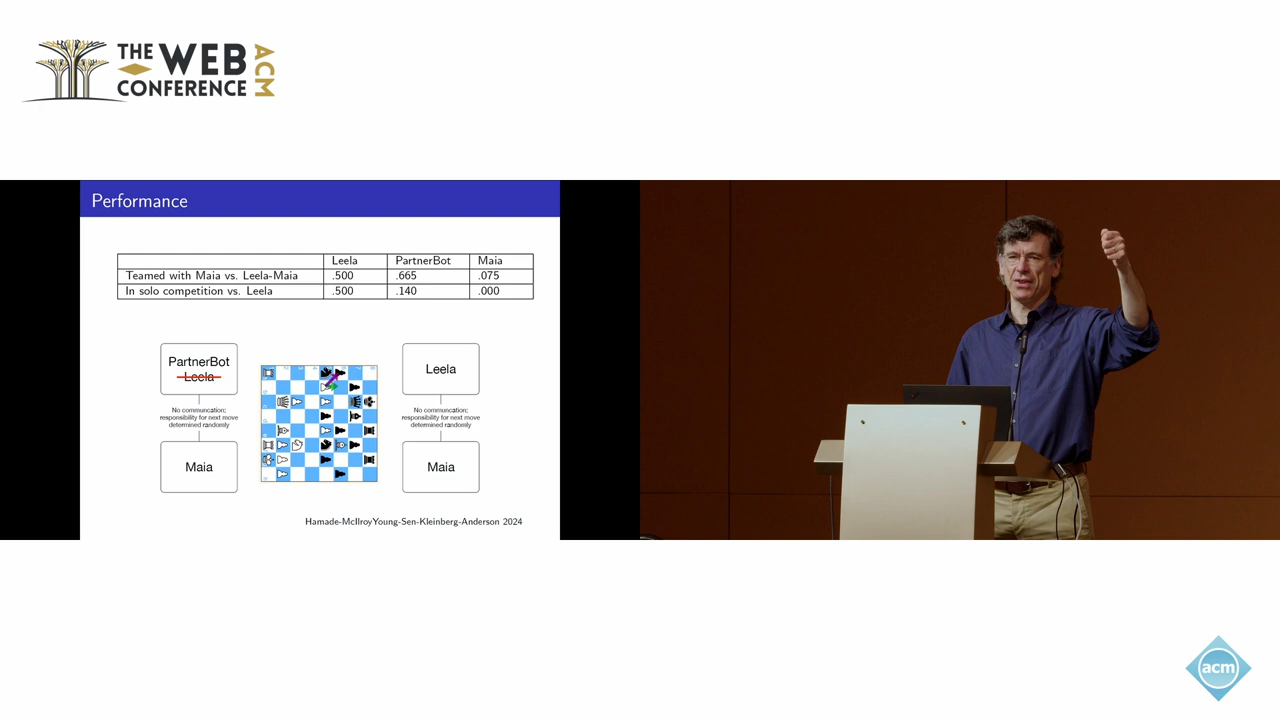 THE WEB
CONFERENCE
ACM
Performance
Leela PartnerBot Maia
Teamed with Maia vs. Leela-Maia .500 .665 .075
In solo competition vs. Leela .500 .140 .000
PartnerBot
Leela
No communcation;
responsibility for next move
determined randomly
Maia
Leela
No communcation;
responsibility for next move
determined randomly
Maia
Hamade-McIlroyYoung-Sen-Kleinberg-Anderson 2024
acm